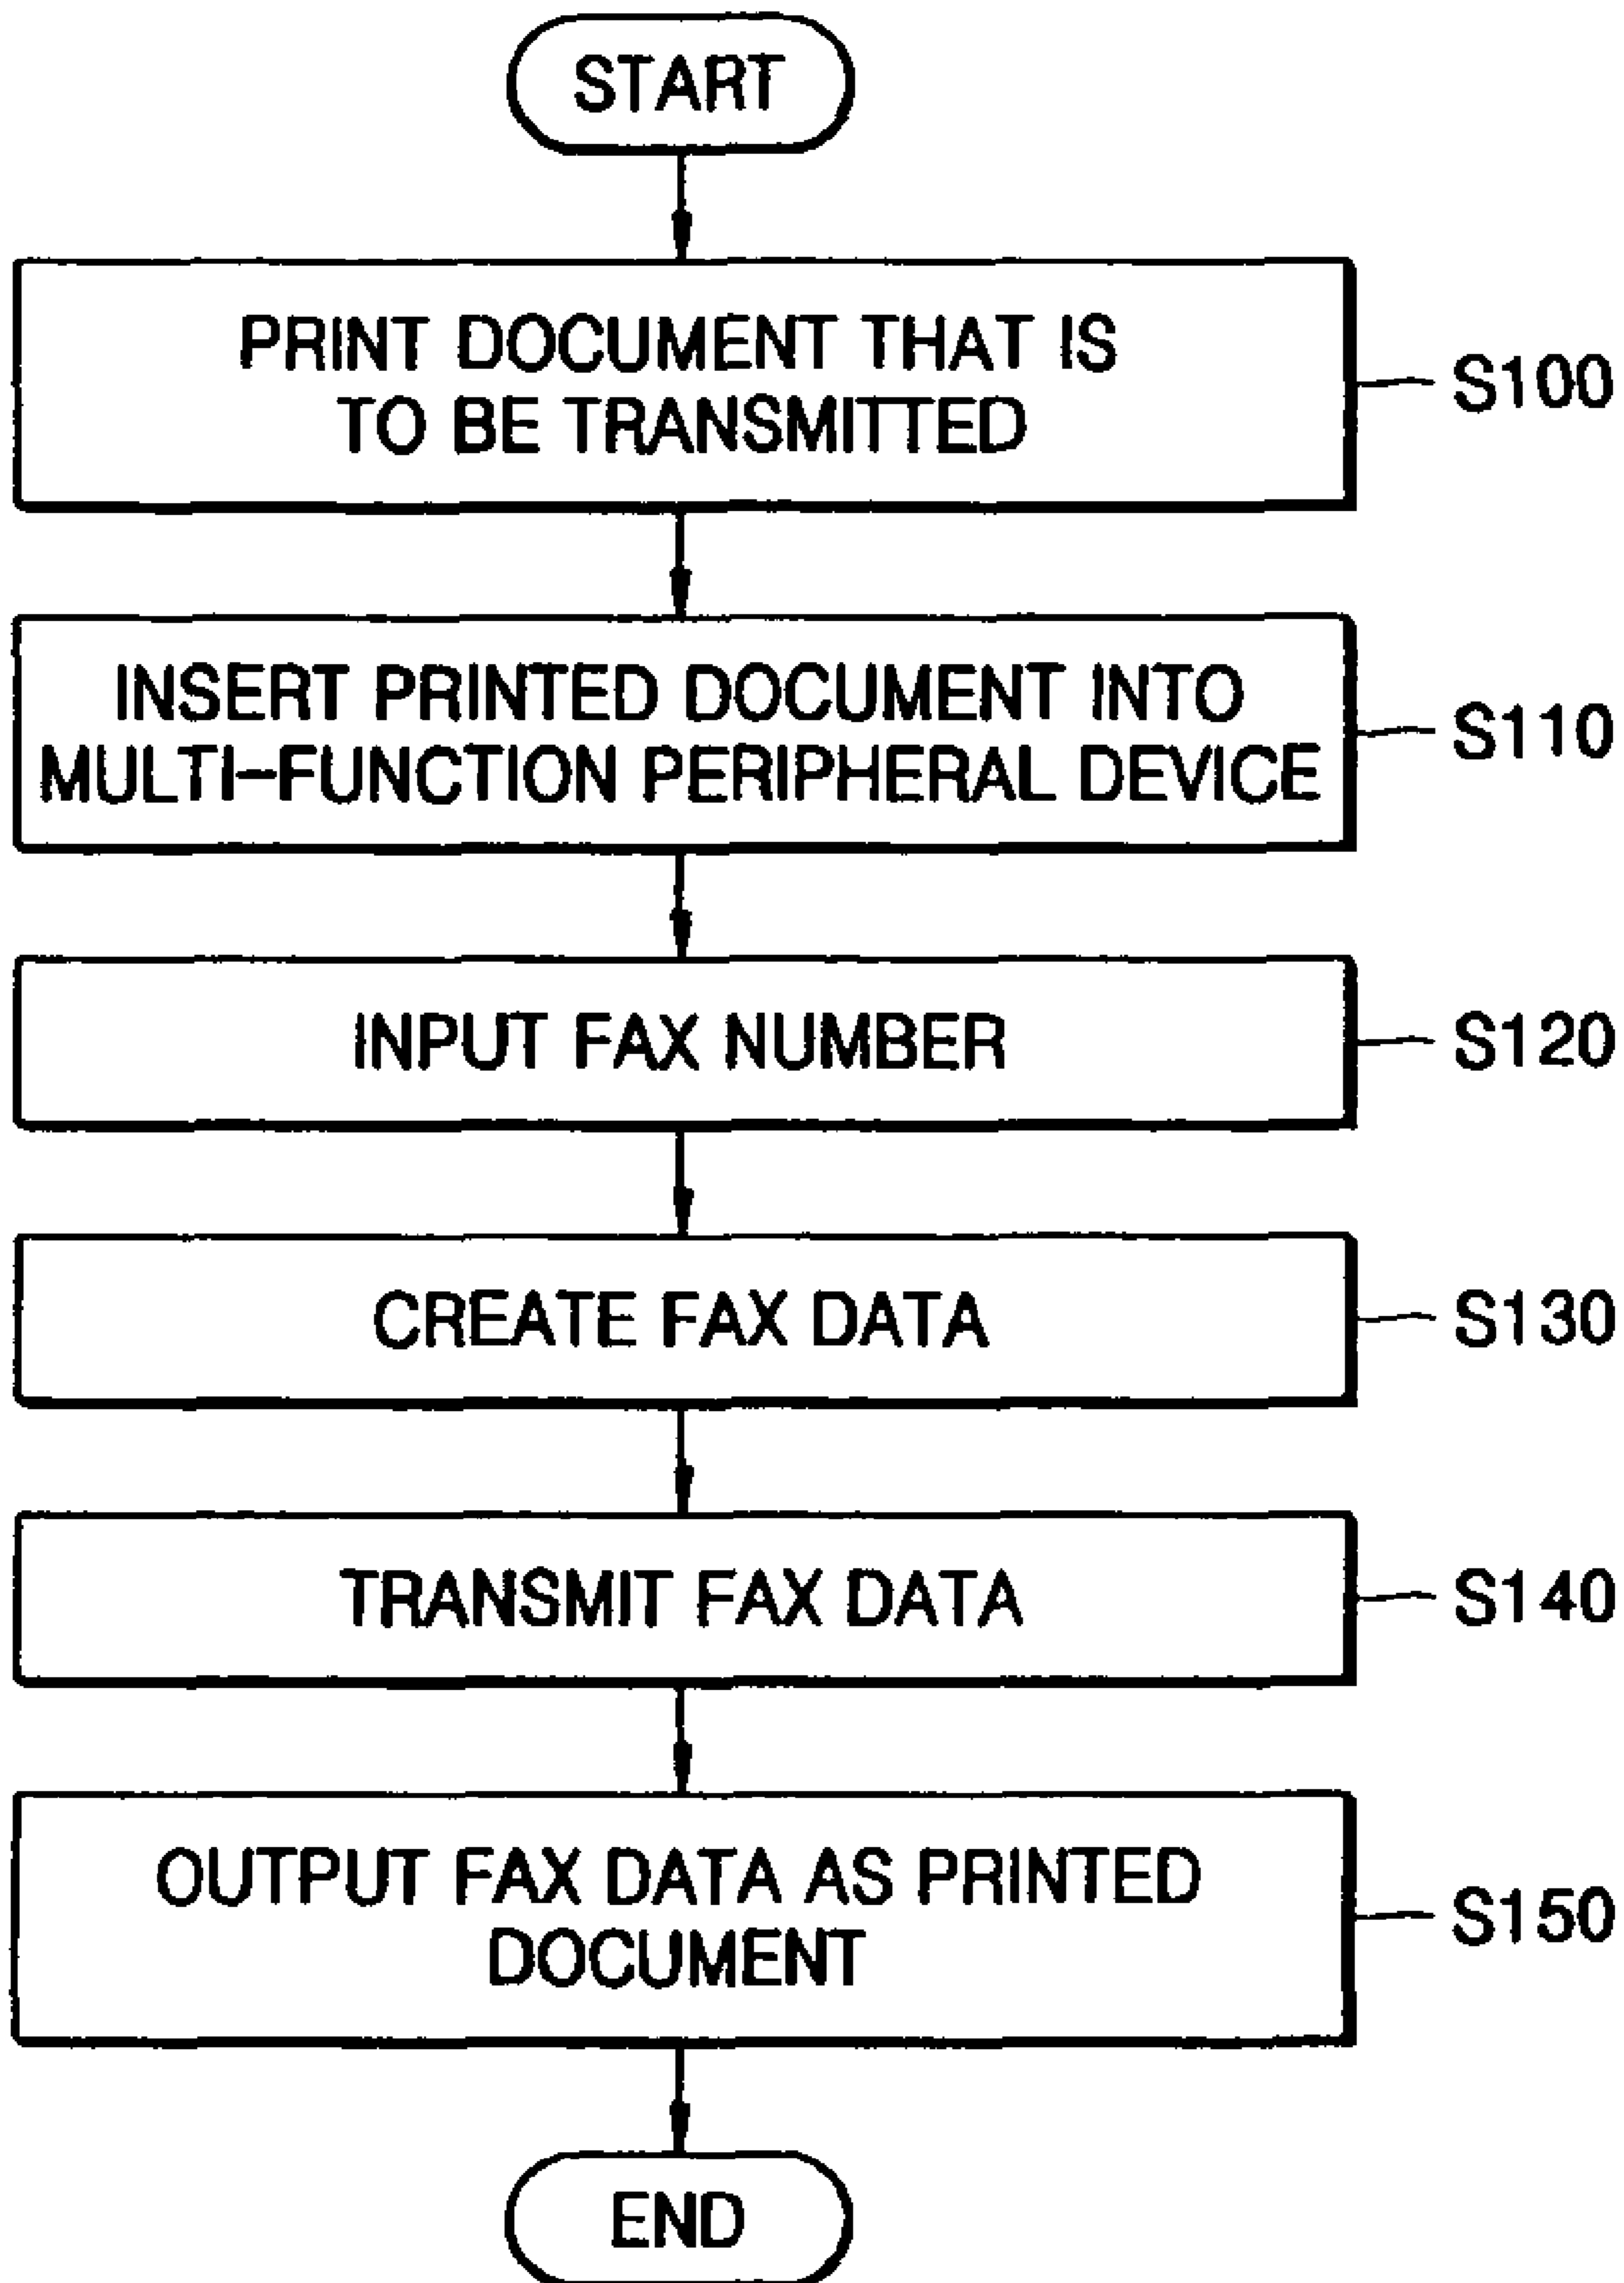 START
PRINT DOCUMENT THAT IS
TO BE TRANSMITTED
S100
INSERT PRINTED DOCUMENT INTO
MULTI-FUNCTION PERIPHERAL DEVICE
S110
INPUT FAX NUMBER
S120
CREATE FAX DATA
S130
TRANSMIT FAX DATA
S140
OUTPUT FAX DATA AS PRINTED
DOCUMENT
S150
END